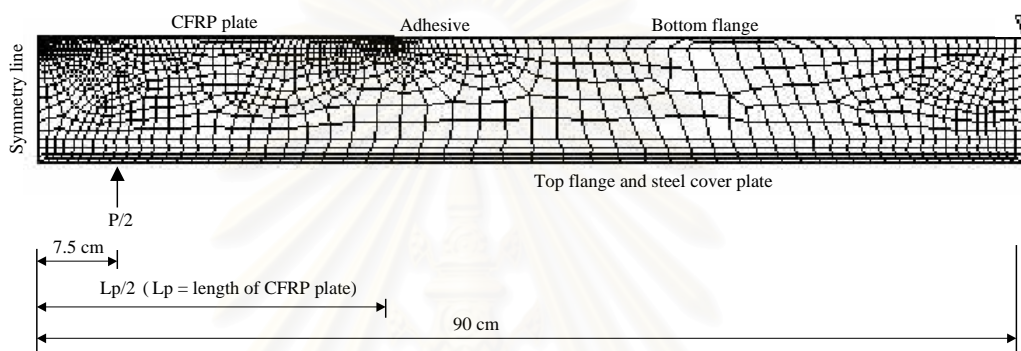 CFRP plate
Adhesive
Bottom flange
Symmetry line
Top flange and steel cover plate
P/2
7.5 cm
Lp/2 ( Lp = length of CFRP plate)
90 cm